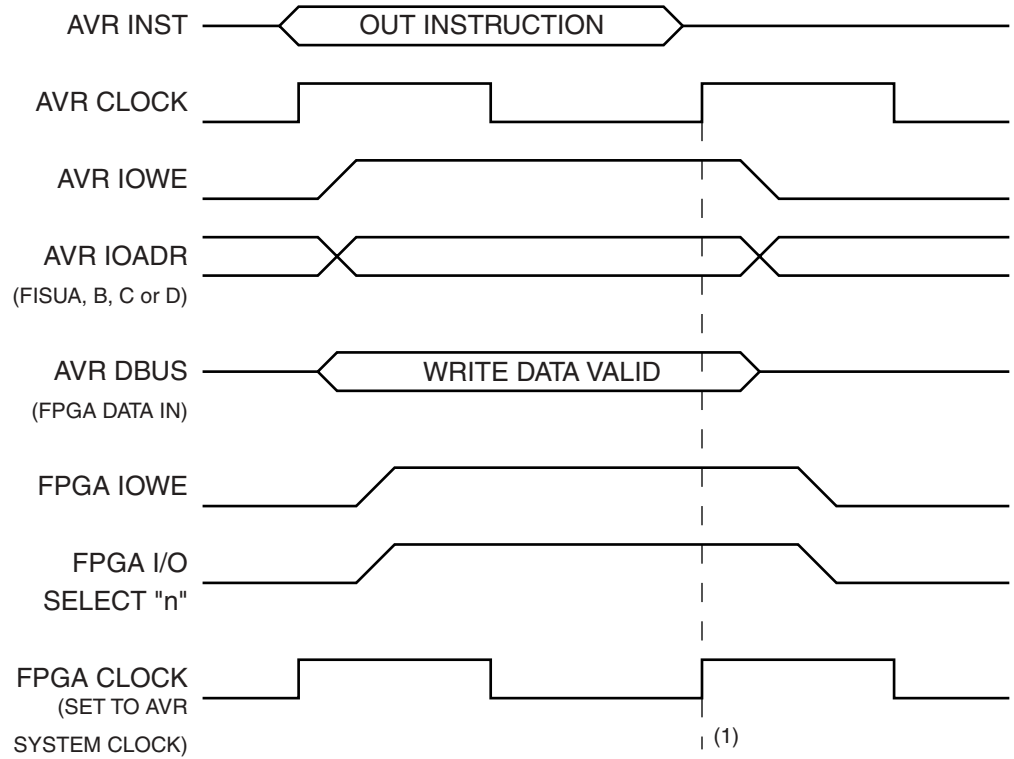 AVR INST
OUT INSTRUCTION
AVR CLOCK
AVR IOWE
AVR IOADR
(FISUA, B, C or D)
AVR DBUS
WRITE DATA VALID
(FPGA DATA IN)
FPGA IOWE
FPGA I/O
SELECT "n"
FPGA CLOCK
(SET TO AVR
SYSTEM CLOCK)
(1)